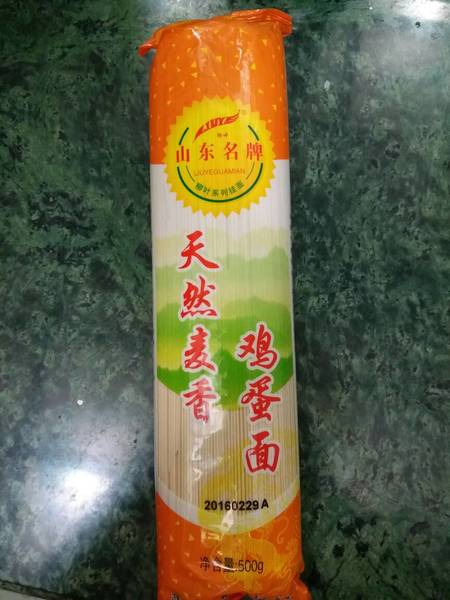 山东名牌
LIUYEGUAMIAN
柳叶系列挂面
天然麦香
鸡蛋面
20160229A
净含量:500g